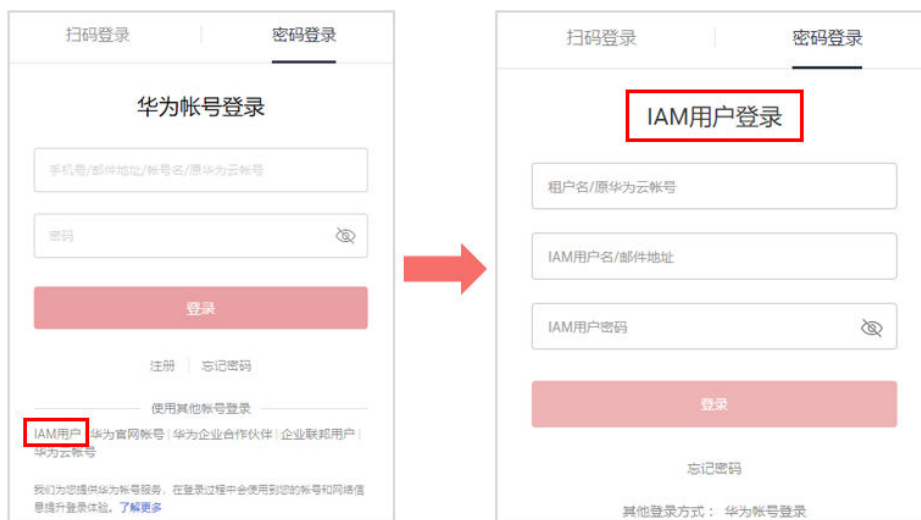 扫码登录
密码登录
华为帐号登录
手机号/邮件地址/帐号名/原华为云帐号
密码
登录
注册
忘记密码
使用其他帐号登录
IAM用户 | 华为官网帐号 | 华为企业合作伙伴 | 企业联邦用户 |
华为云帐号
我们为您提供华为帐号服务，在登录过程中会使用到您的帐号和网络信
息提升登录体验。了解更多
扫码登录
密码登录
IAM用户登录
租户名/原华为云帐号
IAM用户名/邮件地址
IAM用户密码
登录
忘记密码
其他登录方式： 华为帐号登录